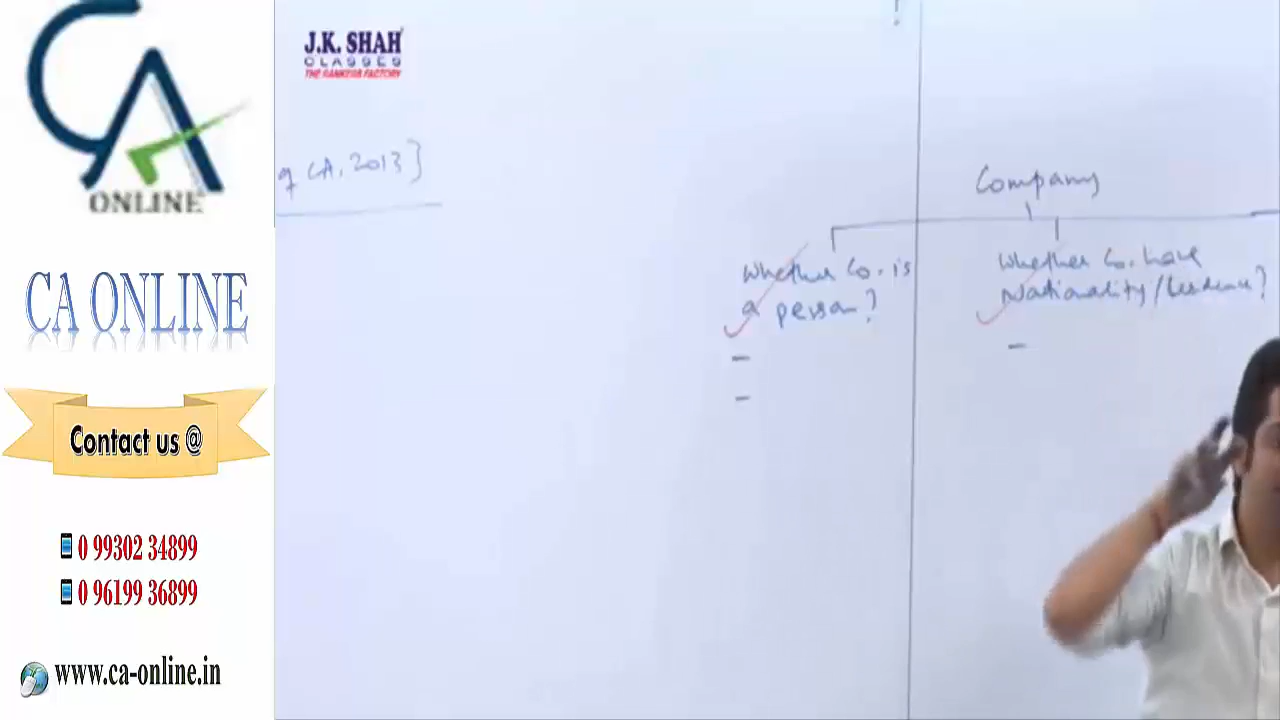 CA
ONLINE
CA ONLINE
Contact us @
0 99302 34899
0 96199 36899
www.ca-online.in
J.K. SHAH
CLASSES
THE RANKERS FACTORY
of CA, 2013]
Company
Whether Co. is
a person?
Whether Co. have
Nationality/Residence?